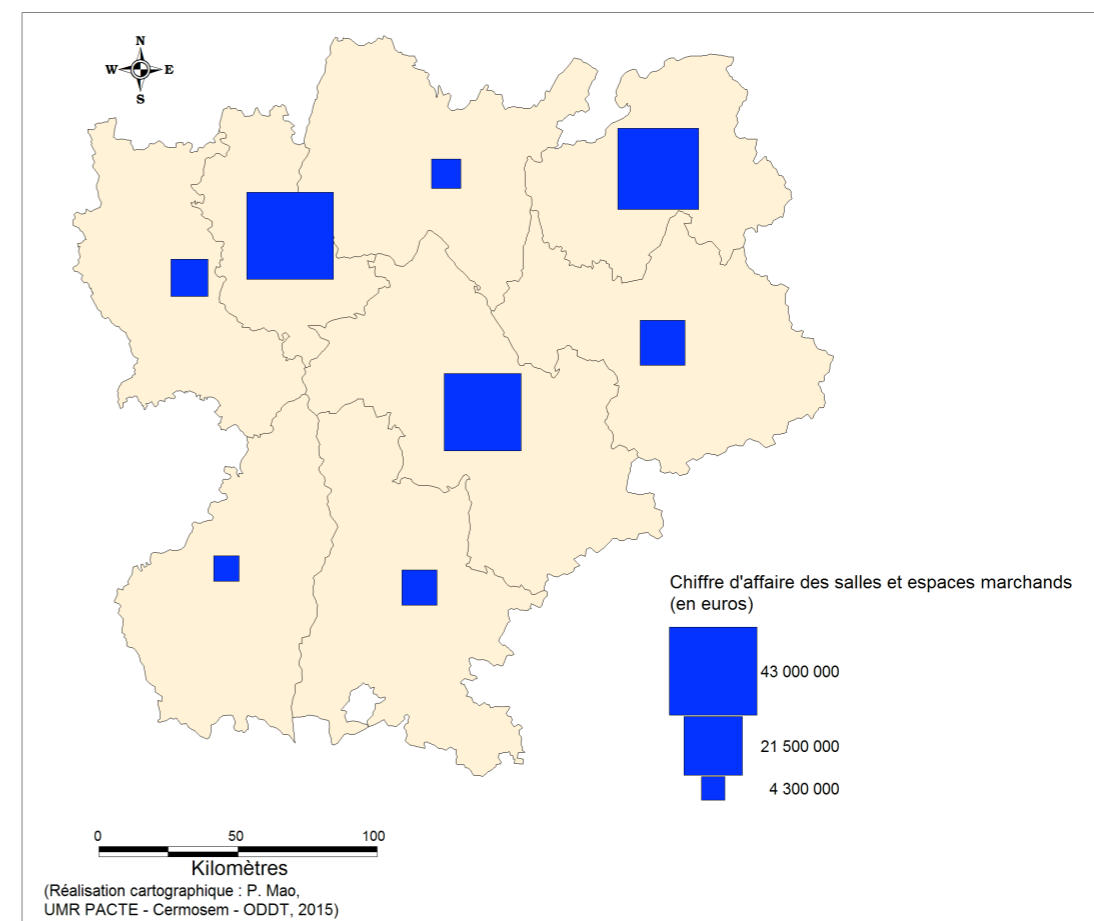 N
W E
S
Chiffre d'affaire des salles et espaces marchands
(en euros)
43 000 000
21 500 000
4 300 000
0 50 100
Kilomètres
(Réalisation cartographique : P. Mao,
UMR PACTE - Cermosem - ODDT, 2015)